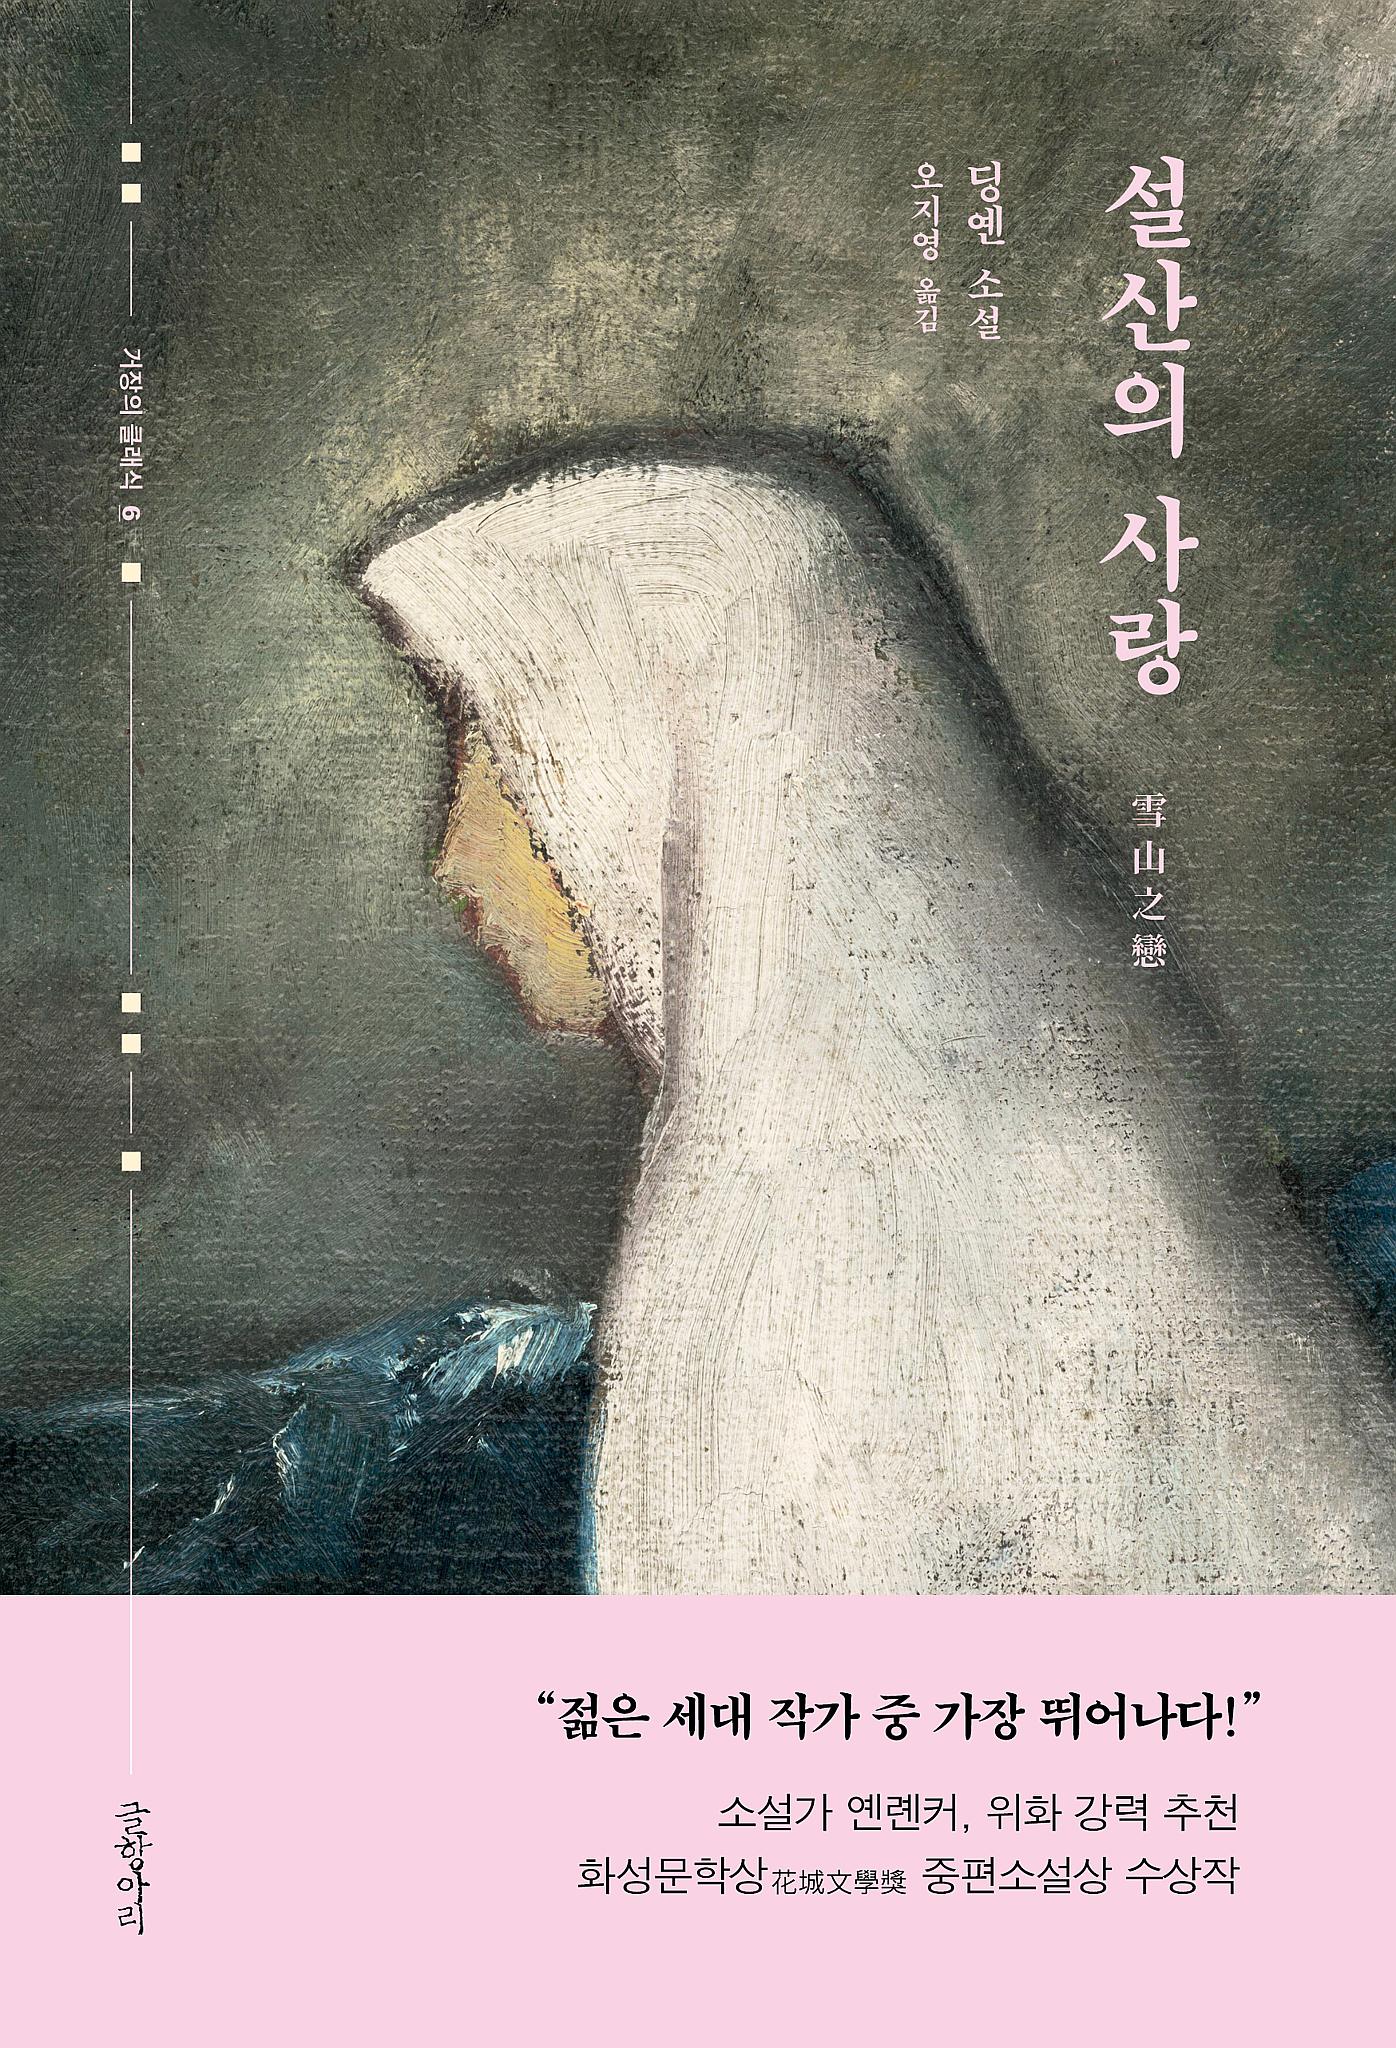 설산의 사랑
雪山之戀
딩옌 소설
오지영 옮김
거장의 클래식 6
“젊은 세대 작가 중 가장 뛰어나다!”
소설가 옌롄커, 위화 강력 추천
화성문학상花城文學獎 중편소설상 수상작
글항아리